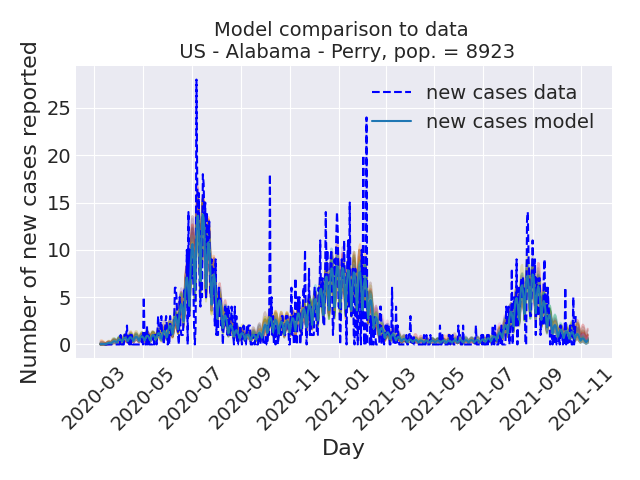 Model comparison to data
US - Alabama - Perry, pop. = 8923
Number of new cases reported
25
20
15
10
5
0
new cases data
new cases model
2020-03
2020-05
2020-07
2020-09
2020-11
2021-01
2021-03
2021-05
2021-07
2021-09
2021-11
Day